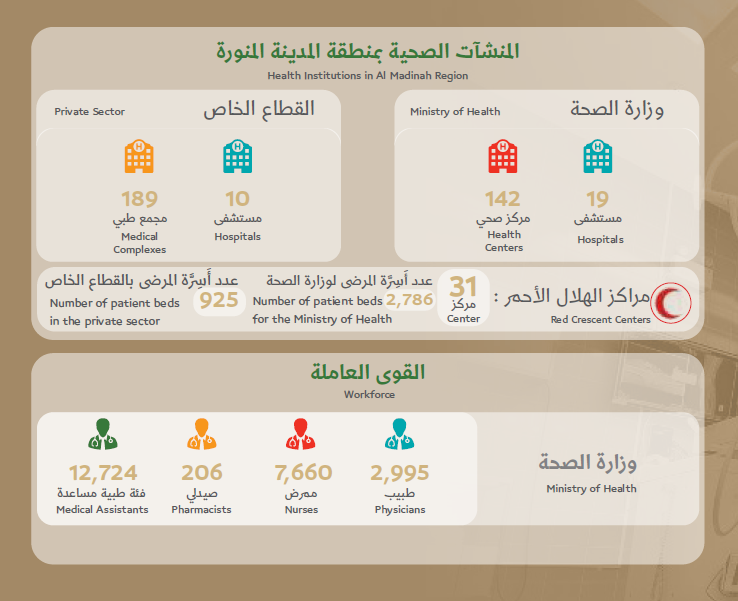 المنشآت الصحية بمنطقة المدينة المنورة
Health Institutions in Al Madinah Region
وزارة الصحة
Ministry of Health
19
مستشفى
Hospitals
142
مركز صحي
Health
Centers
القطاع الخاص
Private Sector
10
مستشفى
Hospitals
189
مجمع طبي
Medical
Complexes
مراكز الهلال الأحمر :
Red Crescent Centers
31
مركز
Center
عدد أَسِرَّة المرضى لوزارة الصحة
Number of patient beds 2,786
for the Ministry of Health
عدد أَسِرَّة المرضى بالقطاع الخاص
925
Number of patient beds
in the private sector
القوى العاملة
Workforce
وزارة الصحة
Ministry of Health
2,995
طبيب
Physicians
7,660
ممرض
Nurses
206
صيدلي
Pharmacists
12,724
فئة طبية مساعدة
Medical Assistants